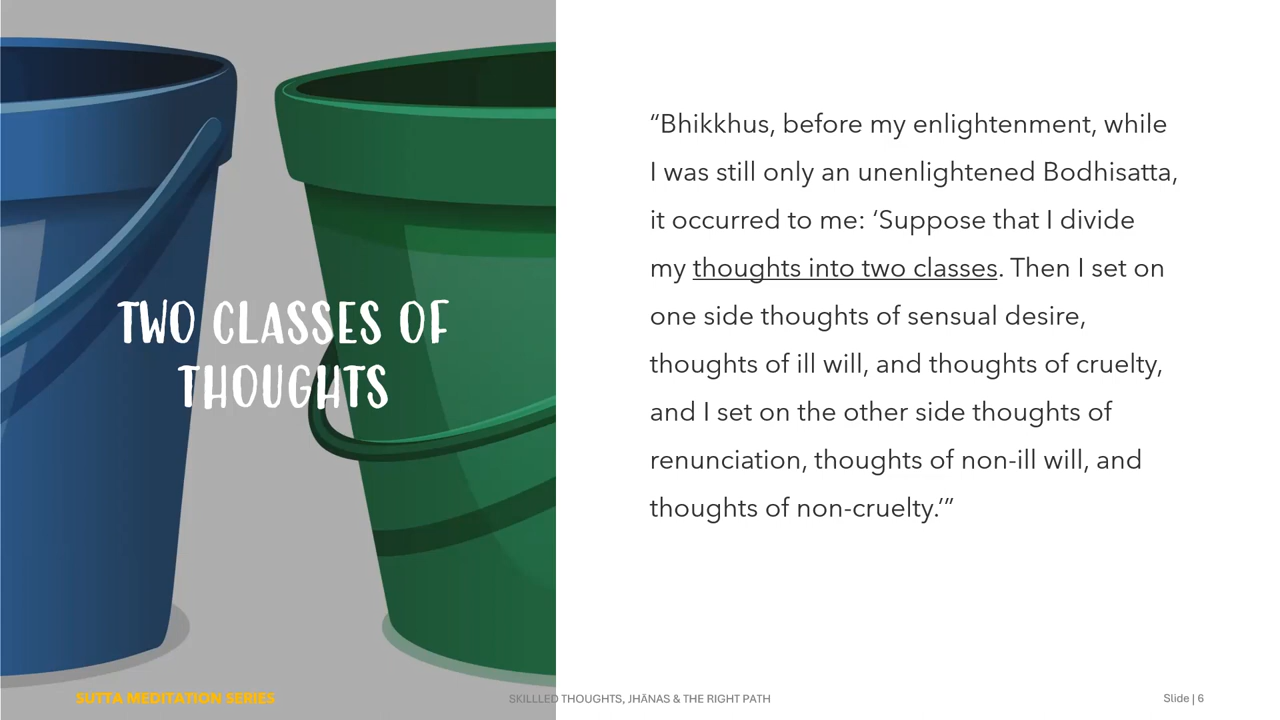 TWO CLASSES OF
THOUGHTS
“Bhikkhus, before my enlightenment, while
I was still only an unenlightened Bodhisatta,
it occurred to me: ‘Suppose that I divide
my thoughts into two classes. Then I set on
one side thoughts of sensual desire,
thoughts of ill will, and thoughts of cruelty,
and I set on the other side thoughts of
renunciation, thoughts of non-ill will, and
thoughts of non-cruelty.’”
SUTTA MEDITATION SERIES
SKILLLED THOUGHTS, JHĀNAS & THE RIGHT PATH
Slide | 6